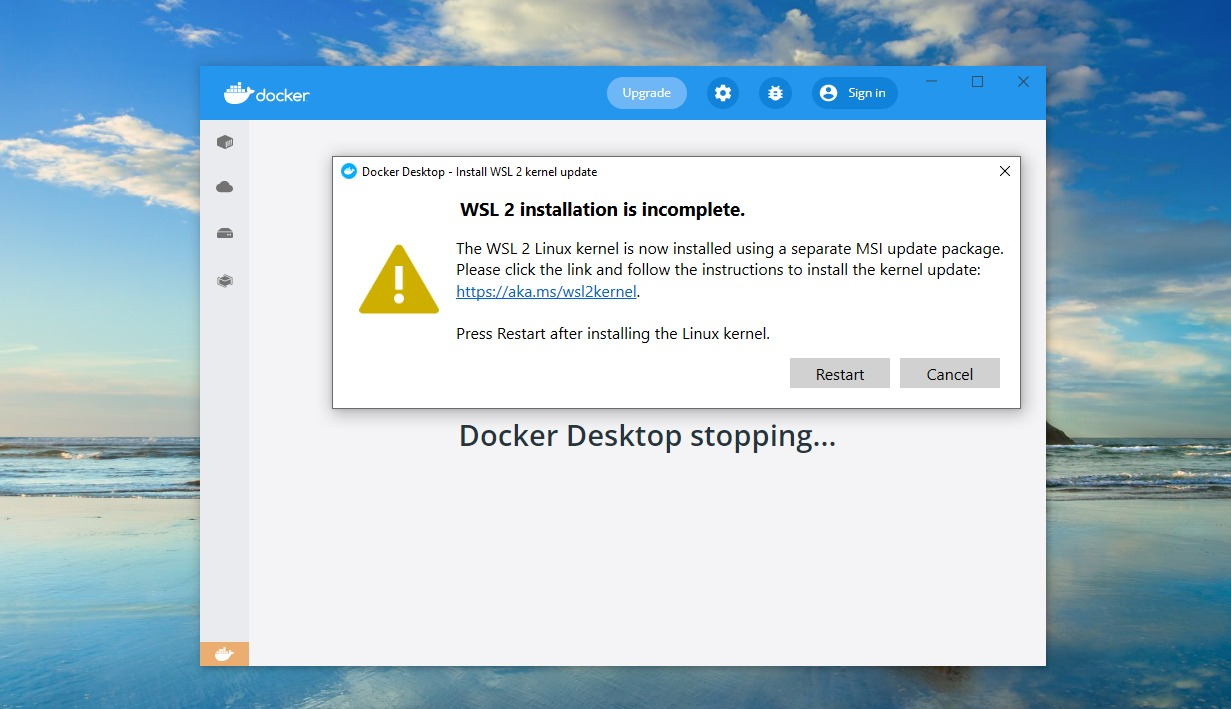 docker
Upgrade
Sign in
Docker Desktop - Install WSL 2 kernel update
WSL 2 installation is incomplete.
The WSL 2 Linux kernel is now installed using a separate MSI update package.
Please click the link and follow the instructions to install the kernel update:
https://aka.ms/wsl2kernel.
Press Restart after installing the Linux kernel.
Restart
Cancel
Docker Desktop stopping...